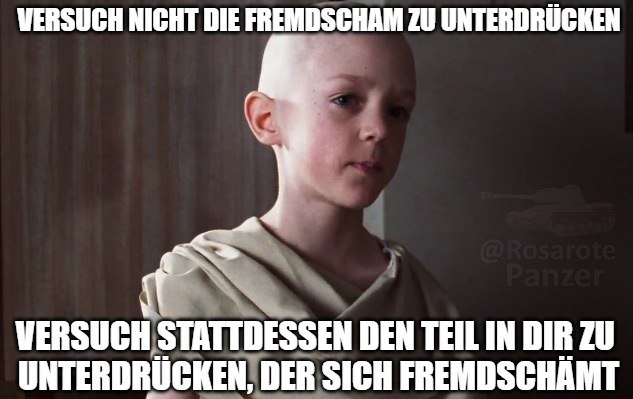 VERSUCH NICHT DIE FREMDSCHAM ZU UNTERDRÜCKEN
@Rosarote
Panzer
VERSUCH STATTDESSEN DEN TEIL IN DIR ZU
UNTERDRÜCKEN, DER SICH FREMDSCHÄMT